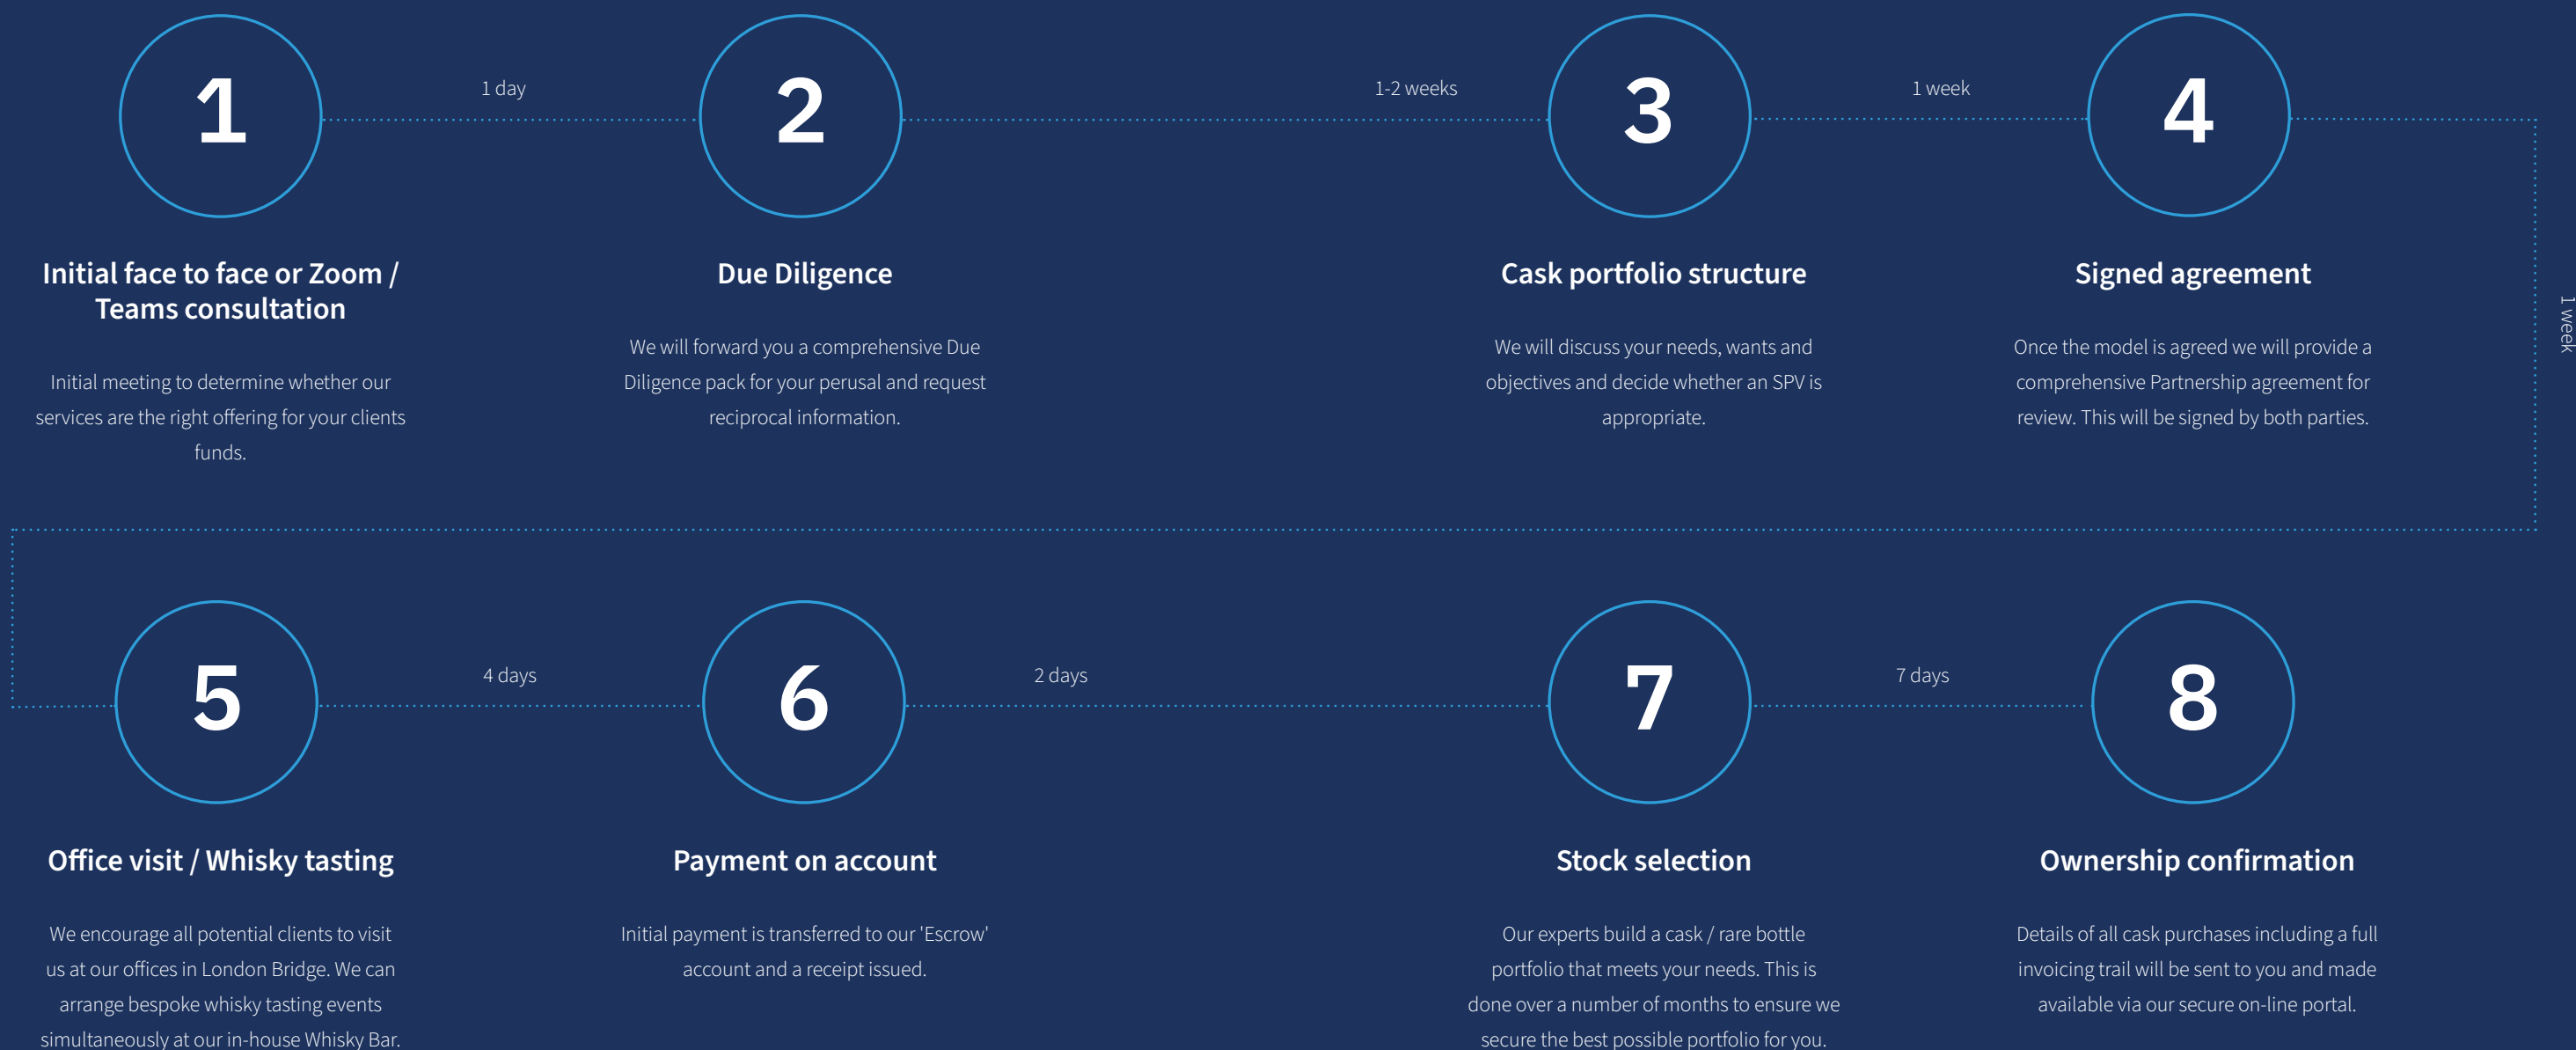 1
1 day
2
1-2 weeks
3
1 week
4
Initial face to face or Zoom /
Teams consultation
Initial meeting to determine whether our
services are the right offering for your clients
funds.
Due Diligence
We will forward you a comprehensive Due
Diligence pack for your perusal and request
reciprocal information.
Cask portfolio structure
We will discuss your needs, wants and
objectives and decide whether an SPV is
appropriate.
Signed agreement
Once the model is agreed we will provide a
comprehensive Partnership agreement for
review. This will be signed by both parties.
1 week
5
4 days
6
2 days
7
7 days
8
Office visit / Whisky tasting
We encourage all potential clients to visit
us at our offices in London Bridge. We can
arrange bespoke whisky tasting events
simultaneously at our in-house Whisky Bar.
Payment on account
Initial payment is transferred to our 'Escrow'
account and a receipt issued.
Stock selection
Our experts build a cask / rare bottle
portfolio that meets your needs. This is
done over a number of months to ensure we
secure the best possible portfolio for you.
Ownership confirmation
Details of all cask purchases including a full
invoicing trail will be sent to you and made
available via our secure on-line portal.